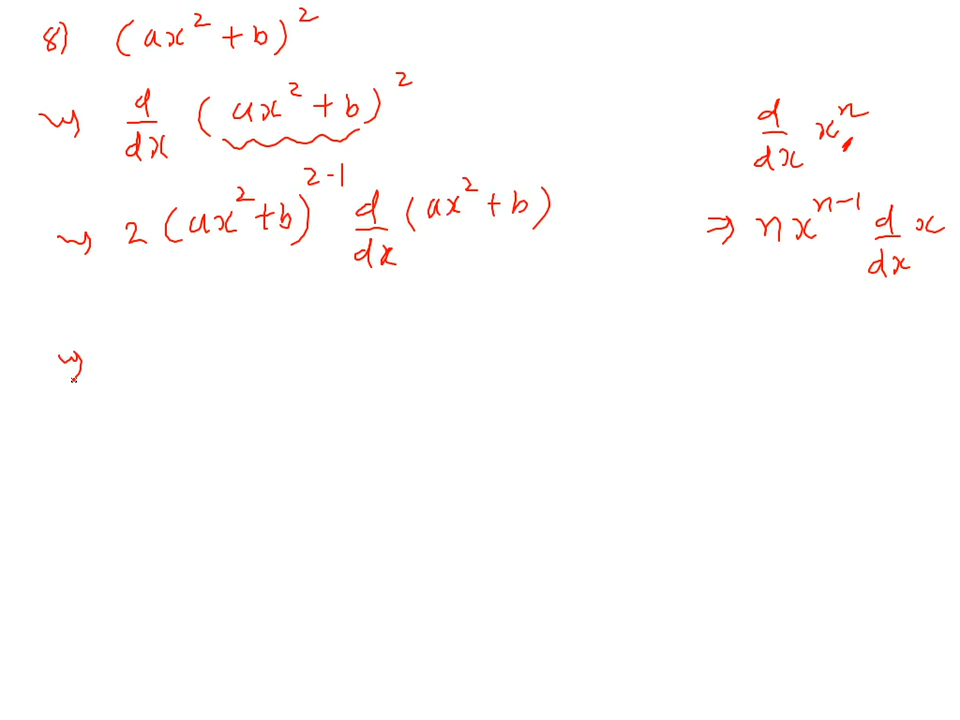 8) (ax² + b)²
⇒ d/dx (ax² + b)²
⇒ 2 (ax² + b)²⁻¹ d/dx (ax² + b)
⇒
d/dx xⁿ
⇒ nxⁿ⁻¹ d/dx x